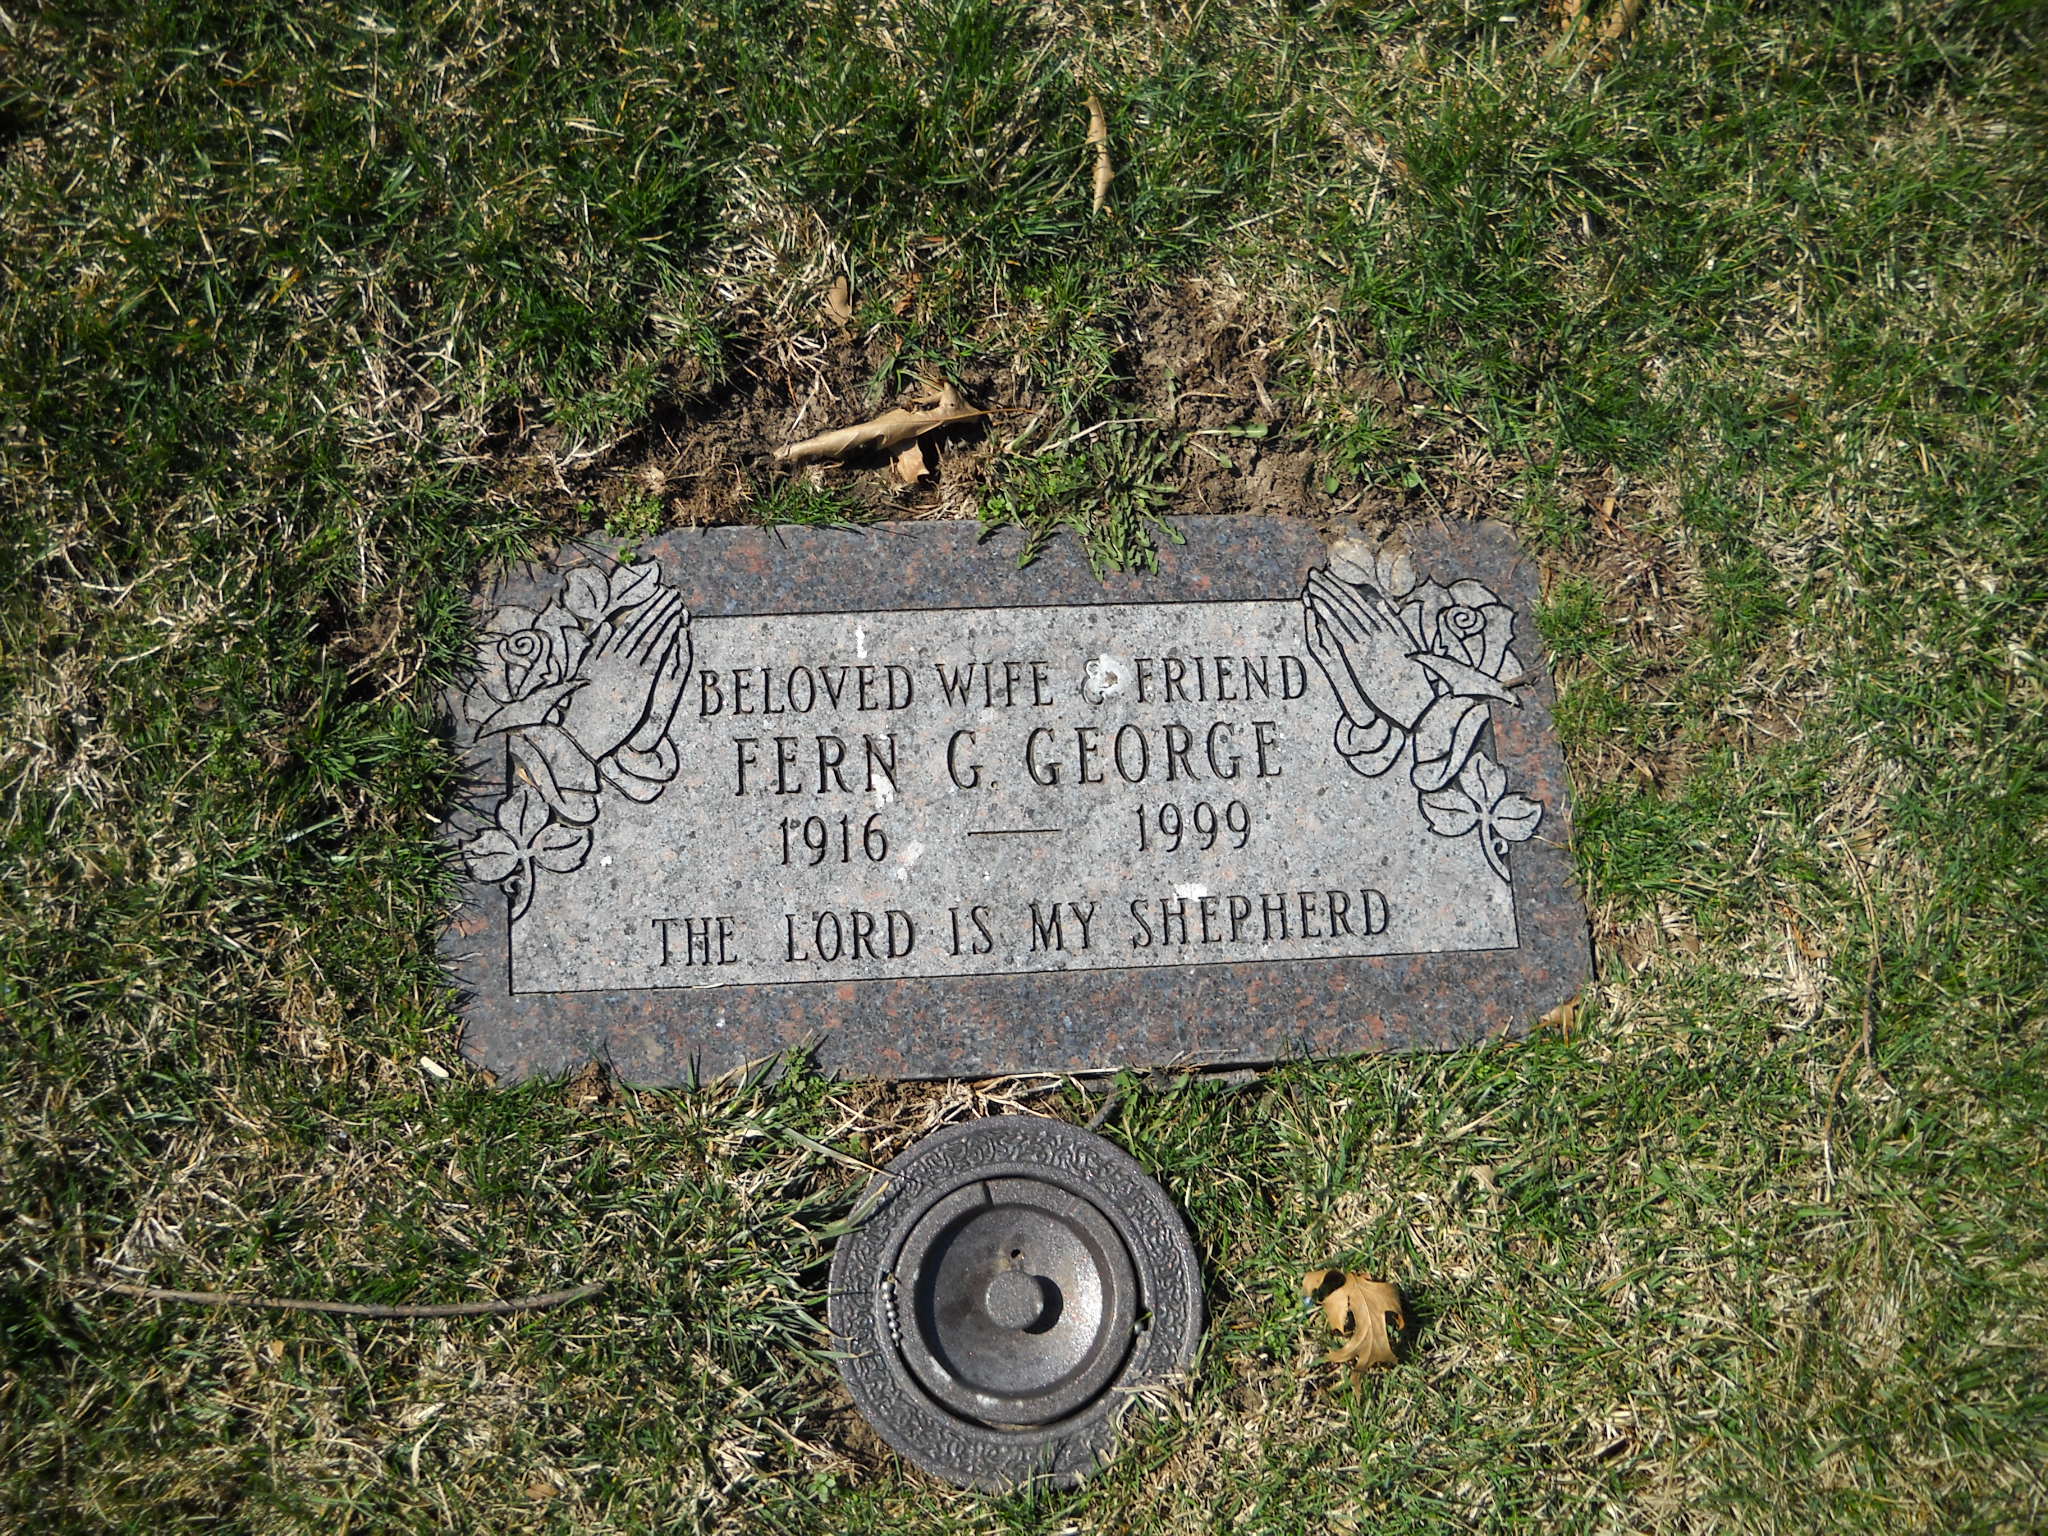 BELOVED WIFE & FRIEND
FERN G. GEORGE
1916 — 1999
THE LORD IS MY SHEPHERD